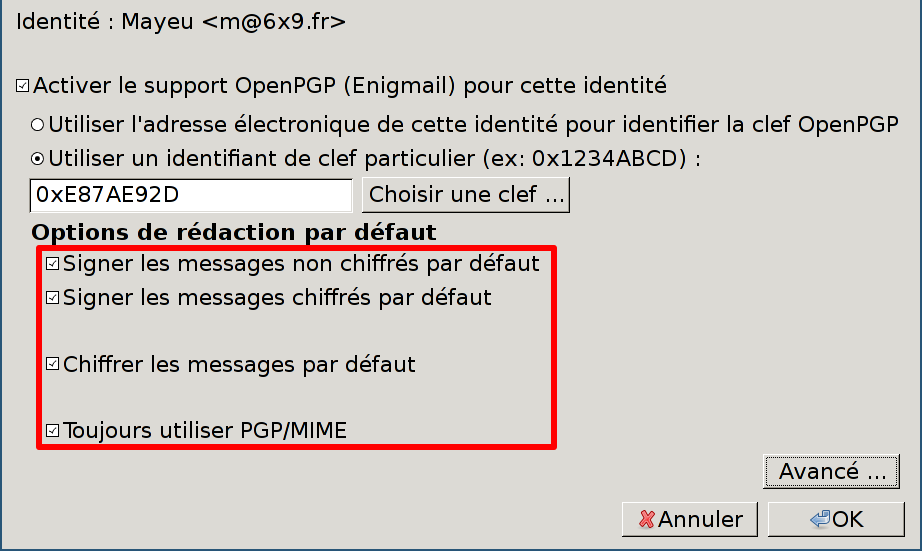 Identité : Mayeu <m@6x9.fr>
Activer le support OpenPGP (Enigmail) pour cette identité
Utiliser l'adresse électronique de cette identité pour identifier la clef OpenPGP
Utiliser un identifiant de clef particulier (ex: 0x1234ABCD) :
0xE87AE92D Choisir une clef ...
Options de rédaction par défaut
Signer les messages non chiffrés par défaut
Signer les messages chiffrés par défaut
Chiffrer les messages par défaut
Toujours utiliser PGP/MIME
Avancé ...
Annuler OK